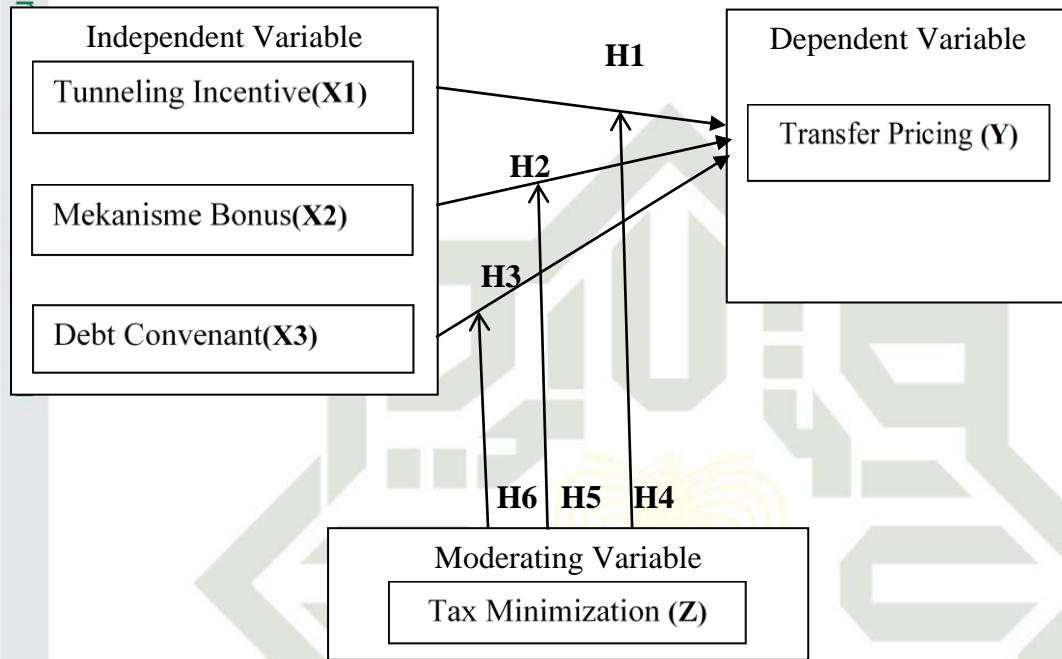 Independent Variable
Tunneling Incentive(X1)
Mekanisme Bonus(X2)
Debt Convenant(X3)
H1
H2
H3
Dependent Variable
Transfer Pricing (Y)
H6
H5
H4
Moderating Variable
Tax Minimization (Z)